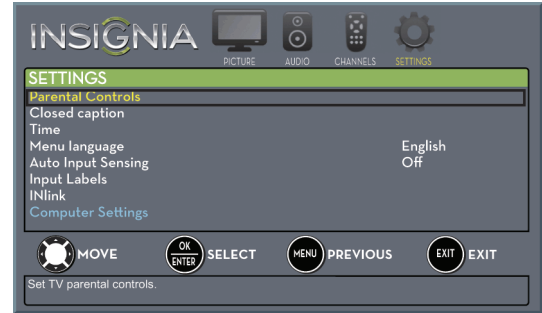 INSIGNIA
PICTURE AUDIO CHANNELS SETTINGS
SETTINGS
Parental Controls
Closed caption
Time
Menu language English
Auto Input Sensing Off
Input Labels
INlink
Computer Settings
MOVE OK ENTER SELECT MENU PREVIOUS EXIT EXIT
Set TV parental controls.